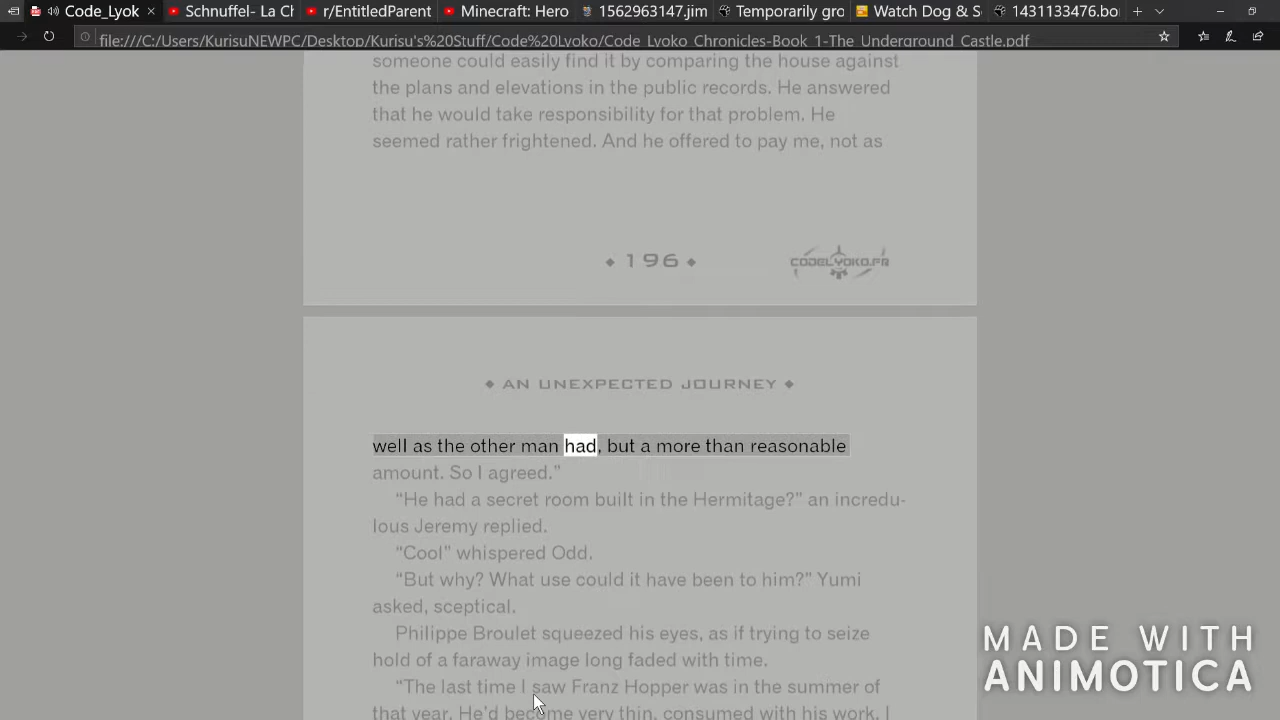 Code_Lyok
Schnuffel- La Ch
r/EntitledParent
Minecraft: Hero
1562963147.jim
Temporarily gro
Watch Dog & S
1431133476.bo
file:///C:/Users/KurisuNEWPC/Desktop/Kurisu's%20Stuff/Code%20Lyoko/Code_Lyoko_Chronicles-Book_1-The_Underground_Castle.pdf
someone could easily find it by comparing the house against
the plans and elevations in the public records. He answered
that he would take responsibility for that problem. He
seemed rather frightened. And he offered to pay me, not as
196
CODELYOKO.FR
AN UNEXPECTED JOURNEY
well as the other man had, but a more than reasonable
amount. So I agreed.”
“He had a secret room built in the Hermitage?” an incredu-
lous Jeremy replied.
“Cool” whispered Odd.
“But why? What use could it have been to him?” Yumi
asked, sceptical.
Philippe Broulet squeezed his eyes, as if trying to seize
hold of a faraway image long faded with time.
“The last time I saw Franz Hopper was in the summer of
that year. He’d become very thin, consumed with his work. I
MADE WITH
ANIMOTICA